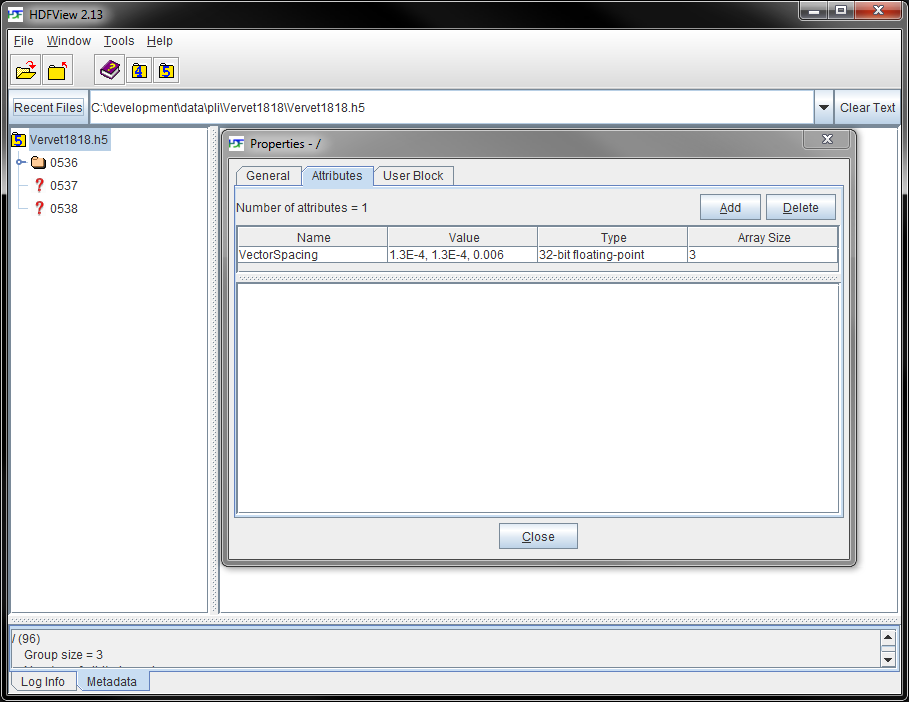 HDFView 2.13
File Window Tools Help
4 5
Recent Files C:\development\data\pli\Vervet1818\Vervet1818.h5 Clear Text
5 Vervet1818.h5
0536
? 0537
? 0538
Properties - /
General Attributes User Block
Number of attributes = 1 Add Delete
Name Value Type Array Size
VectorSpacing 1.3E-4, 1.3E-4, 0.006 32-bit floating-point 3
Close
/ (96)
Group size = 3
Log Info Metadata